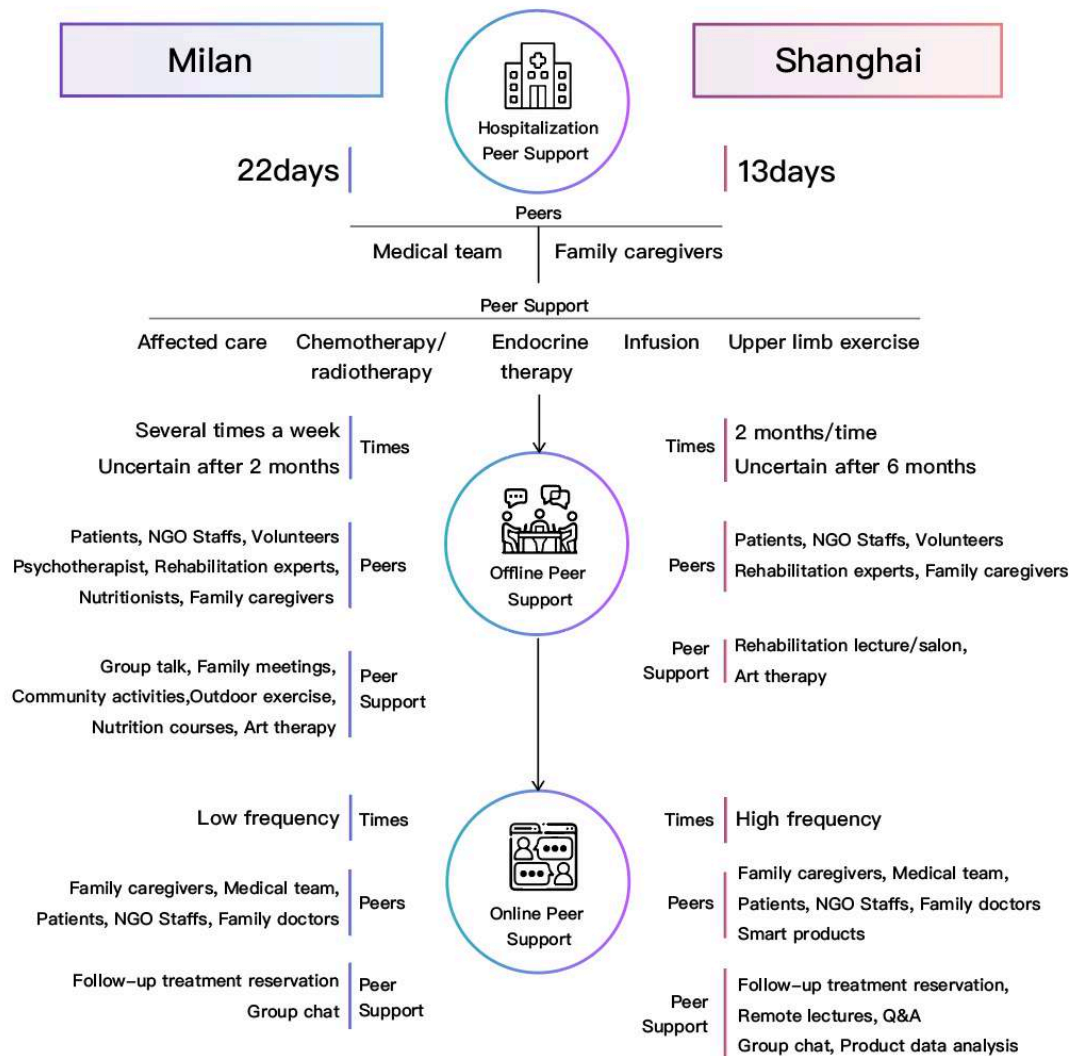 Milan
Shanghai
Hospitalization
Peer Support
22days
13days
Peers
Medical team
Family caregivers
Peer Support
Affected care
Chemotherapy/
radiotherapy
Endocrine
therapy
Infusion
Upper limb exercise
Several times a week
Uncertain after 2 months
Times
Times
2 months/time
Uncertain after 6 months
Patients, NGO Staffs, Volunteers
Psychotherapist, Rehabilitation experts,
Nutritionists, Family caregivers
Peers
Offline Peer
Support
Peers
Patients, NGO Staffs, Volunteers
Rehabilitation experts, Family caregivers
Group talk, Family meetings,
Community activities,Outdoor exercise,
Nutrition courses, Art therapy
Peer
Support
Peer
Support
Rehabilitation lecture/salon,
Art therapy
Low frequency
Times
Times
High frequency
Family caregivers, Medical team,
Patients, NGO Staffs, Family doctors
Peers
Online Peer
Support
Peers
Family caregivers, Medical team,
Patients, NGO Staffs, Family doctors
Smart products
Follow-up treatment reservation
Group chat
Peer
Support
Peer
Support
Follow-up treatment reservation,
Remote lectures, Q&A
Group chat, Product data analysis